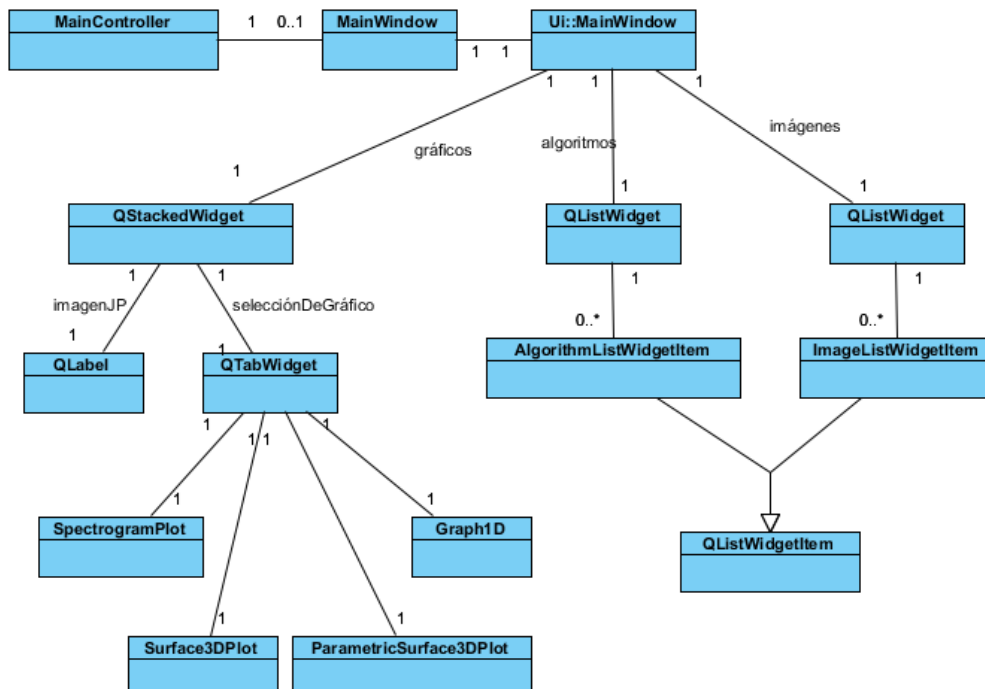 MainController
1 0..1
MainWindow
1 1
Ui::MainWindow
1 1 1
gráficos
algoritmos
imágenes
1 1 1
QStackedWidget
QListWidget
QListWidget
1 1 1 1
imagenJP
selecciónDeGráfico
1 1 0..* 0..*
QLabel
QTabWidget
AlgorithmListWidgetItem
ImageListWidgetItem
1 1 1 1
1 1
SpectrogramPlot
Graph1D
QListWidgetItem
1 1
Surface3DPlot
ParametricSurface3DPlot